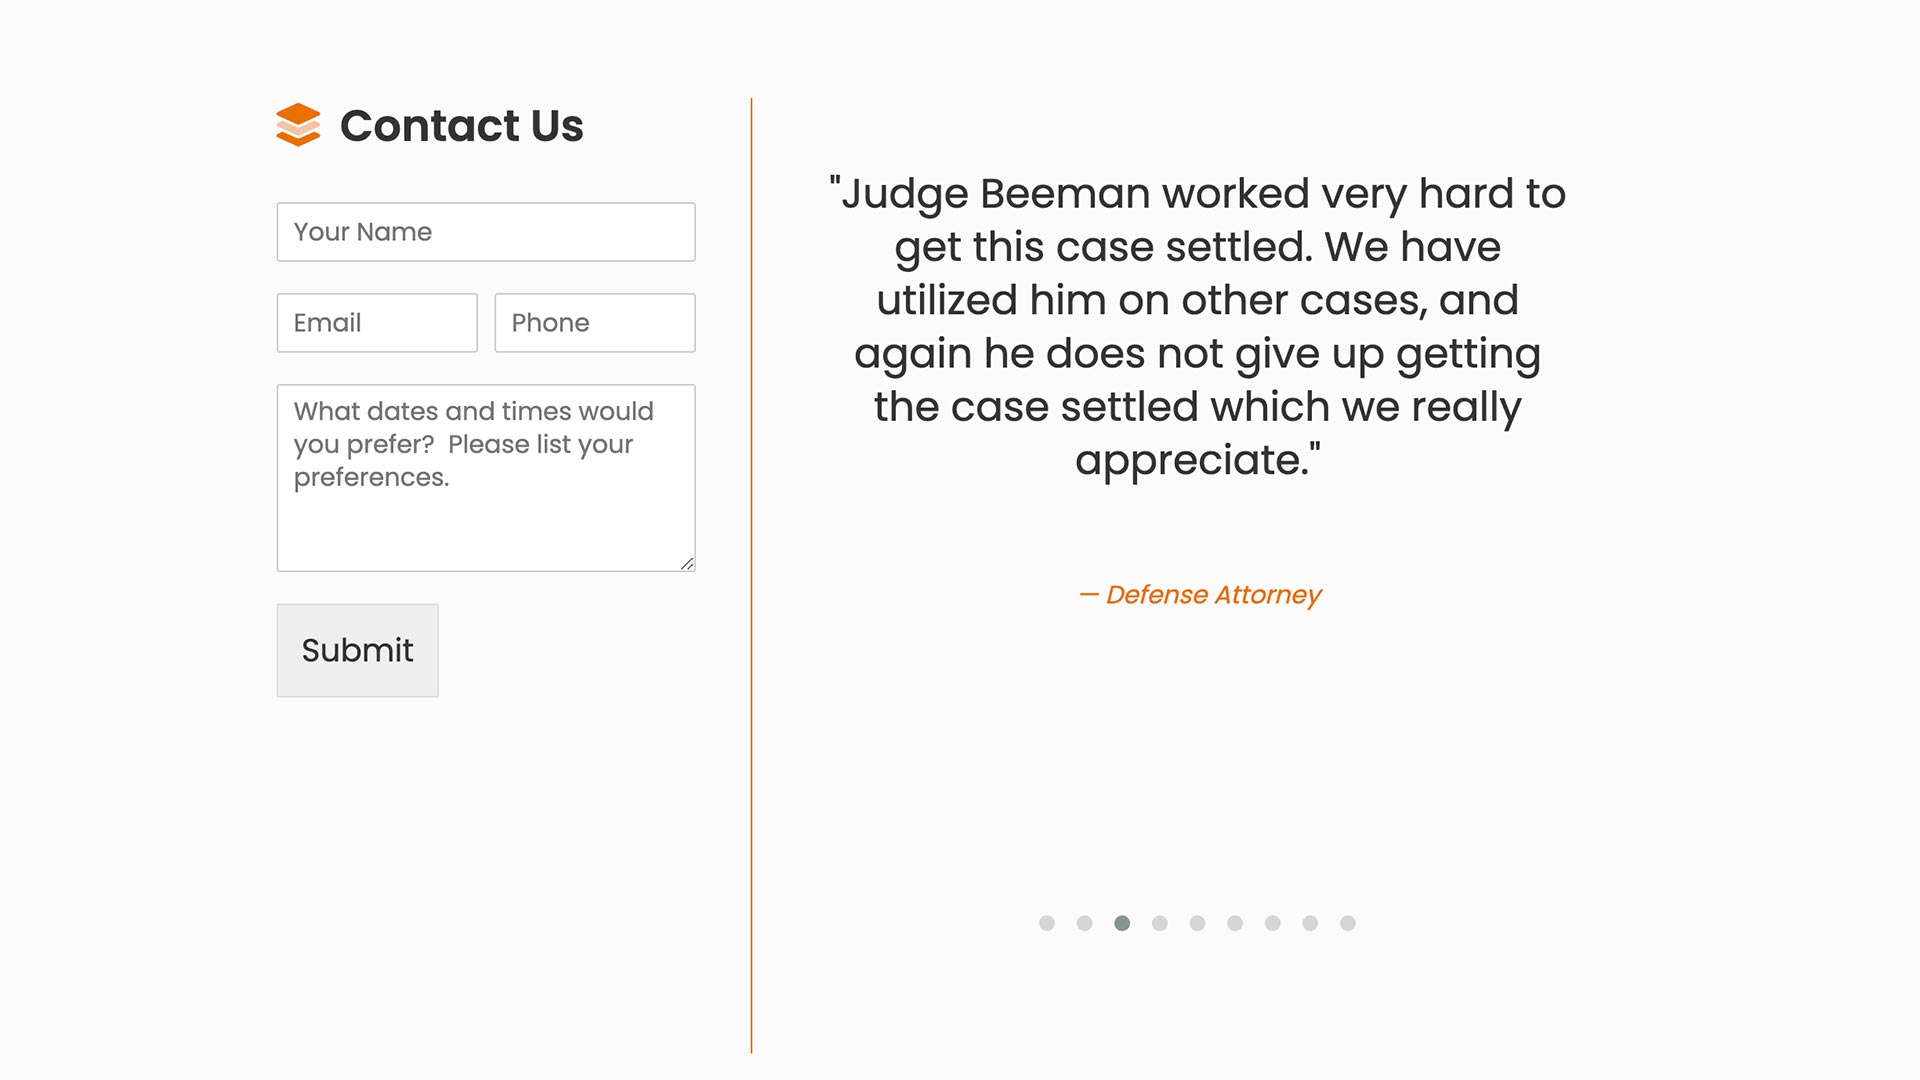 Contact Us
Your Name
Email
Phone
What dates and times would
you prefer?  Please list your
preferences.
Submit
"Judge Beeman worked very hard to
get this case settled. We have
utilized him on other cases, and
again he does not give up getting
the case settled which we really
appreciate."
— Defense Attorney